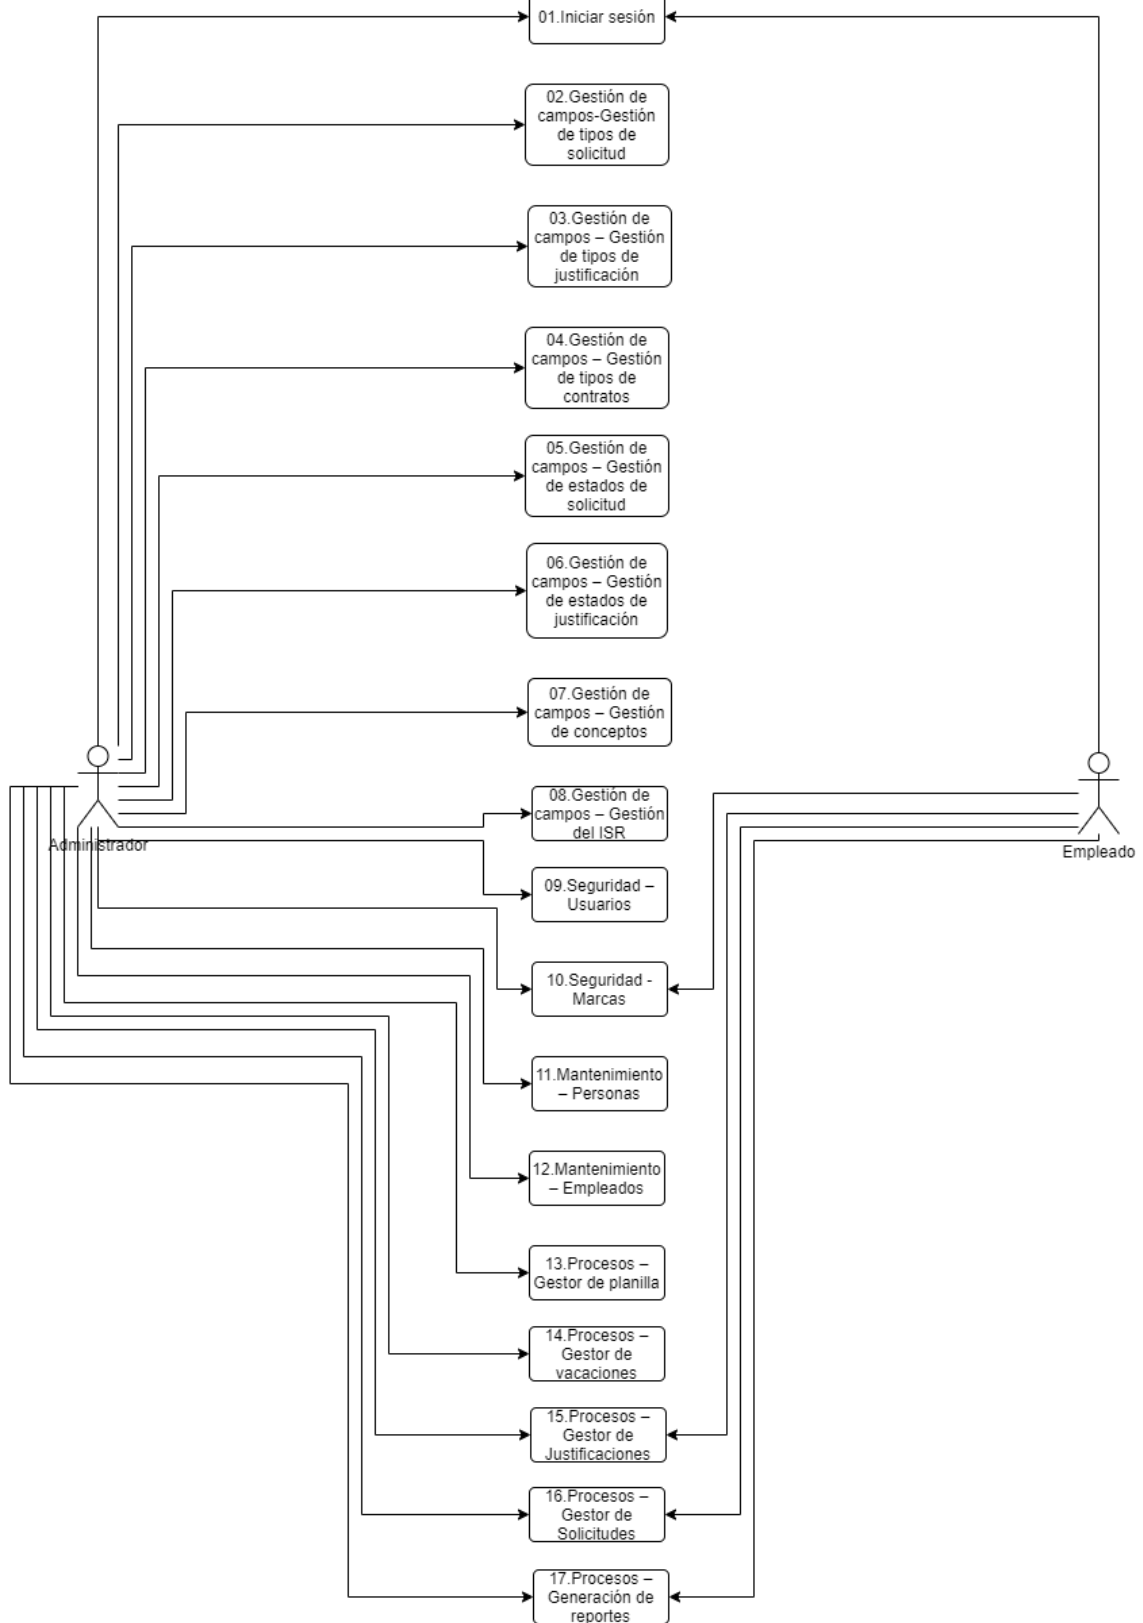 01.Iniciar sesión
02.Gestión de
campos-Gestión
de tipos de
solicitud
03.Gestión de
campos – Gestión
de tipos de
justificación
04.Gestión de
campos – Gestión
de tipos de
contratos
05.Gestión de
campos – Gestión
de estados de
solicitud
06.Gestión de
campos – Gestión
de estados de
justificación
07.Gestión de
campos – Gestión
de conceptos
08.Gestión de
campos – Gestión
del ISR
Administrador
Empleado
09.Seguridad –
Usuarios
10.Seguridad -
Marcas
11.Mantenimiento
– Personas
12.Mantenimiento
– Empleados
13.Procesos –
Gestor de planilla
14.Procesos –
Gestor de
vacaciones
15.Procesos –
Gestor de
Justificaciones
16.Procesos –
Gestor de
Solicitudes
17.Procesos –
Generación de
reportes